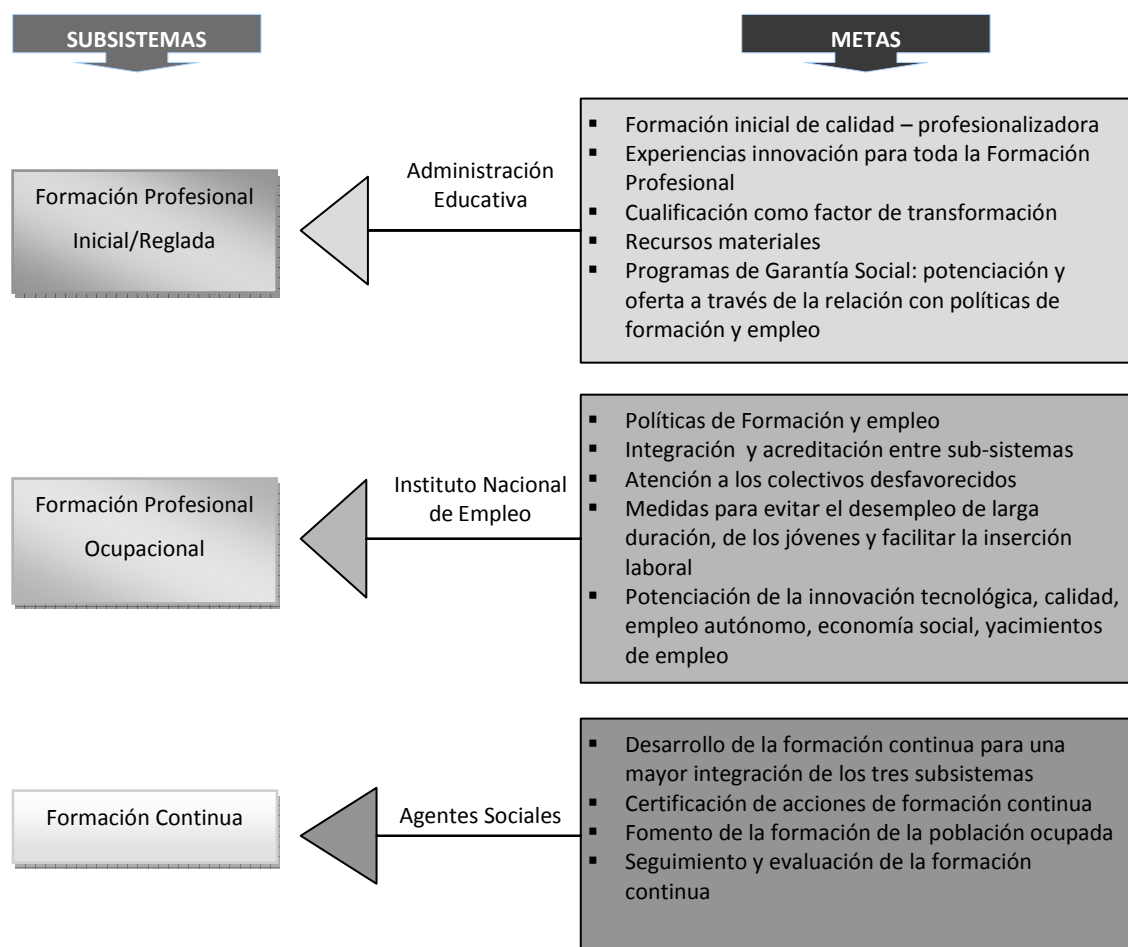 SUBSISTEMAS
METAS
Formación Profesional
Inicial/Reglada
Administración
Educativa
▪ Formación inicial de calidad – profesionalizadora
▪ Experiencias innovación para toda la Formación
Profesional
▪ Cualificación como factor de transformación
▪ Recursos materiales
▪ Programas de Garantía Social: potenciación y
oferta a través de la relación con políticas de
formación y empleo
Formación Profesional
Ocupacional
Instituto Nacional
de Empleo
▪ Políticas de Formación y empleo
▪ Integración y acreditación entre sub-sistemas
▪ Atención a los colectivos desfavorecidos
▪ Medidas para evitar el desempleo de larga
duración, de los jóvenes y facilitar la inserción
laboral
▪ Potenciación de la innovación tecnológica, calidad,
empleo autónomo, economía social, yacimientos
de empleo
Formación Continua
Agentes Sociales
▪ Desarrollo de la formación continua para una
mayor integración de los tres subsistemas
▪ Certificación de acciones de formación continua
▪ Fomento de la formación de la población ocupada
▪ Seguimiento y evaluación de la formación
continua